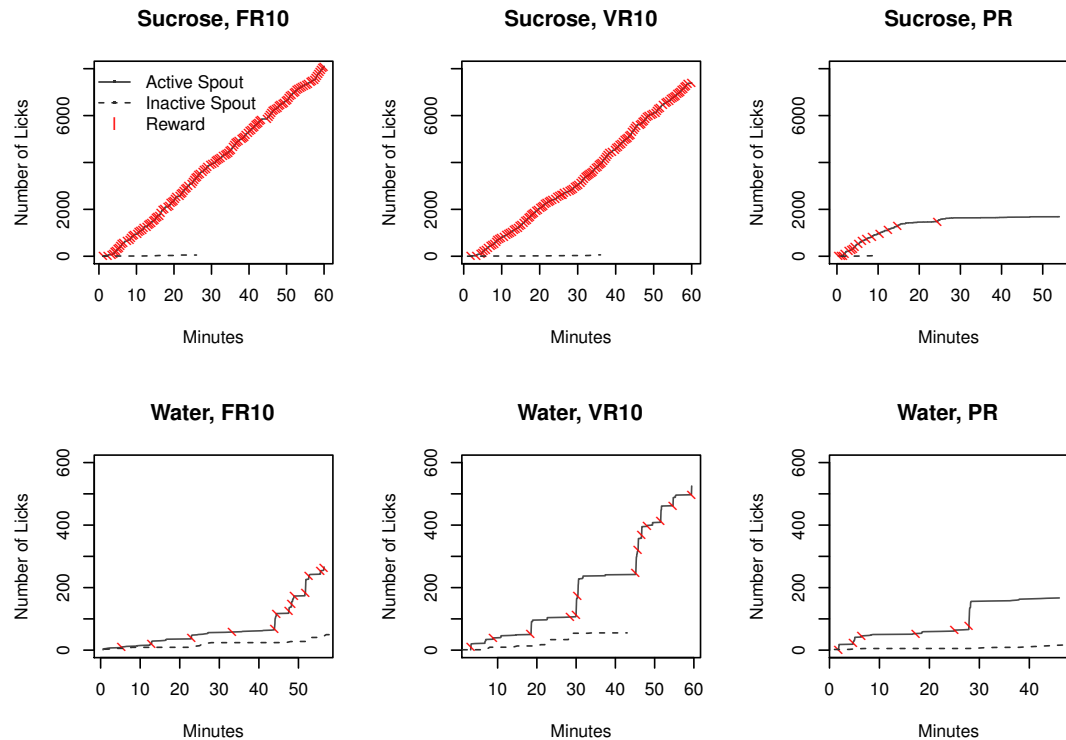 Sucrose, FR10
Number of Licks
6000
2000
0
Active Spout
Inactive Spout
Reward
0 10 20 30 40 50 60
Minutes
Sucrose, VR10
Number of Licks
6000
2000
0
0 10 20 30 40 50 60
Minutes
Sucrose, PR
Number of Licks
6000
2000
0
0 10 20 30 40 50
Minutes
Water, FR10
Number of Licks
600
400
200
0
0 10 20 30 40 50
Minutes
Water, VR10
Number of Licks
600
400
200
0
10 20 30 40 50 60
Minutes
Water, PR
Number of Licks
600
400
200
0
0 10 20 30 40
Minutes